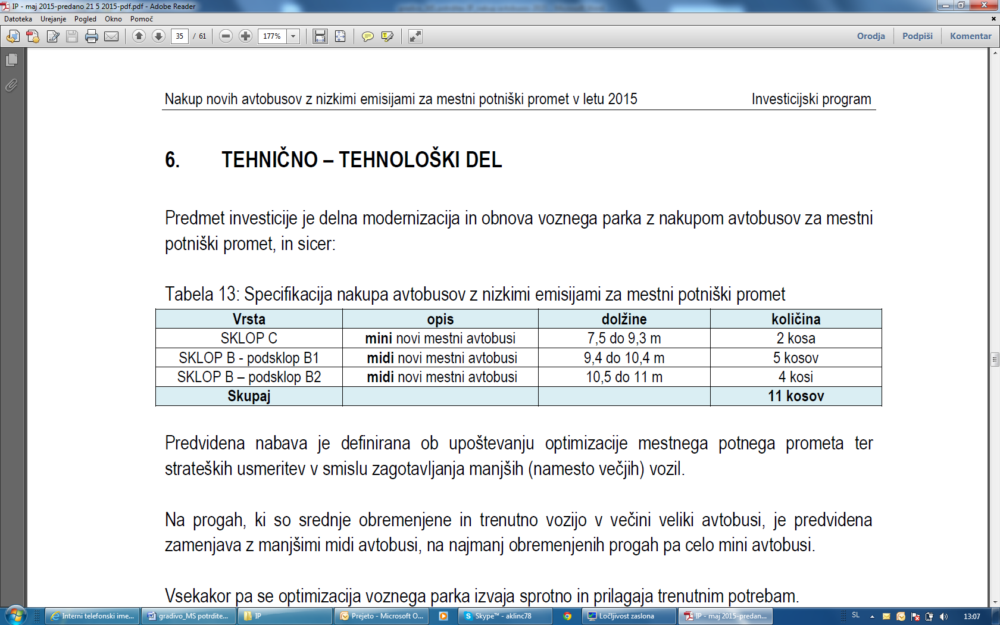 IP - maj 2015-predano 21 5 2015-pdf.pdf - Adobe Reader
Datoteka Urejanje Pogled Okno Pomoč
35 / 61 177% Orodja Podpiši Komentar
Nakup novih avtobusov z nizkimi emisijami za mestni potniški promet v letu 2015 Investicijski program
6. TEHNIČNO – TEHNOLOŠKI DEL
Predmet investicije je delna modernizacija in obnova voznega parka z nakupom avtobusov za mestni
potniški promet, in sicer:
Tabela 13: Specifikacija nakupa avtobusov z nizkimi emisijami za mestni potniški promet
Vrsta opis dolžine količina
SKLOP C mini novi mestni avtobusi 7,5 do 9,3 m 2 kosa
SKLOP B - podsklop B1 midi novi mestni avtobusi 9,4 do 10,4 m 5 kosov
SKLOP B – podsklop B2 midi novi mestni avtobusi 10,5 do 11 m 4 kosi
Skupaj 11 kosov
Predvidena nabava je definirana ob upoštevanju optimizacije mestnega potnega prometa ter
strateških usmeritev v smislu zagotavljanja manjših (namesto večjih) vozil.
Na progah, ki so srednje obremenjene in trenutno vozijo v večini veliki avtobusi, je predvidena
zamenjava z manjšimi midi avtobusi, na najmanj obremenjenih progah pa celo mini avtobusi.
Vsekakor pa se optimizacija voznega parka izvaja sprotno in prilagaja trenutnim potrebam.
Interni telefonski ime... gradivo_MS potrdite... IP Prejeto - Microsoft O... Skype™ - aklinc78 Ločljivost zaslona IP - maj 2015-predan... SL 13:07